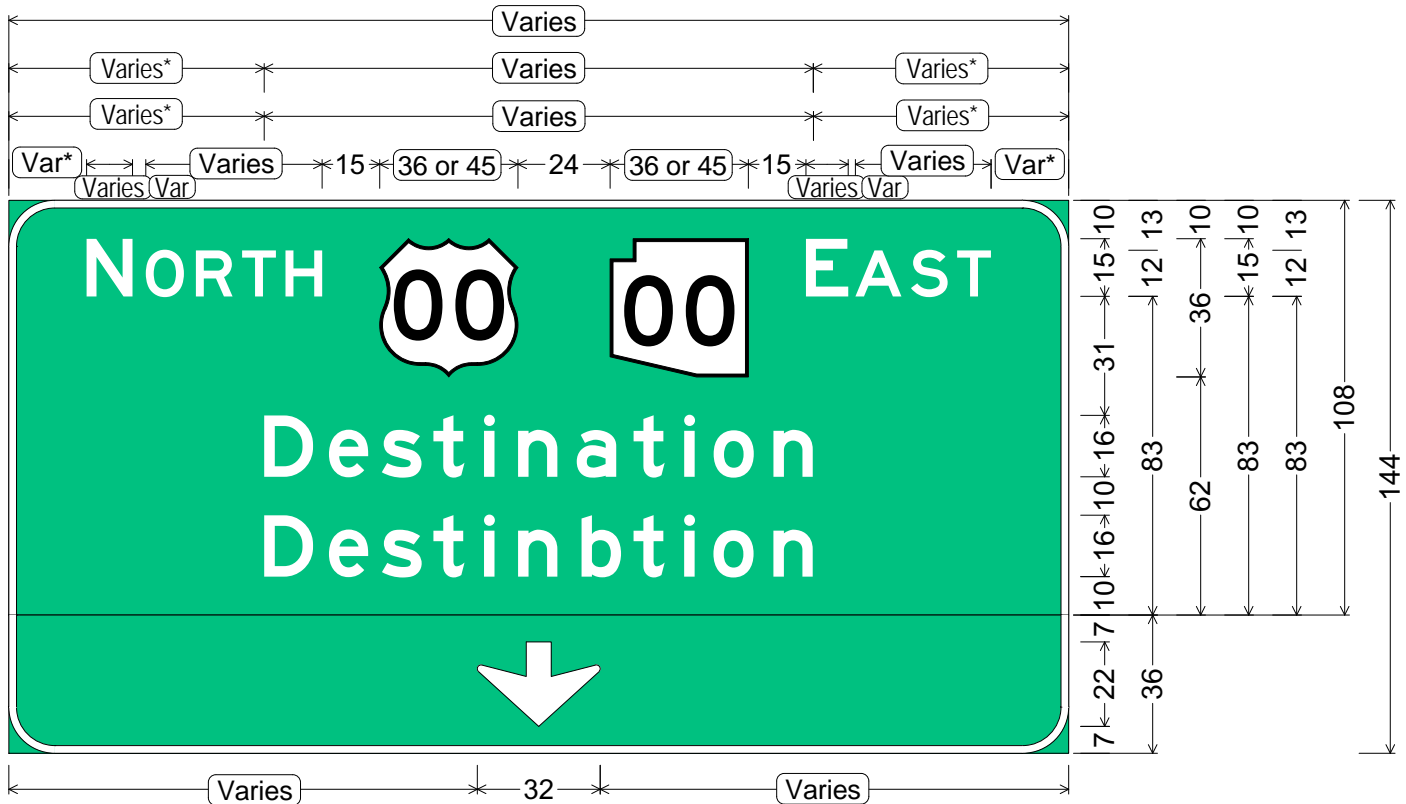 Varies
Varies* Varies Varies*
Varies* Varies Varies*
Var* Varies 15 36 or 45 24 36 or 45 15 Varies Var*
Varies Var Varies Var
NORTH 00 00 EAST
Destination
Destinbtion
10 15 31 16 10 16 10 7 22 7
13 12 83 36
10 36 62
10 15 83
13 12 83
108
144
Varies 32 Varies